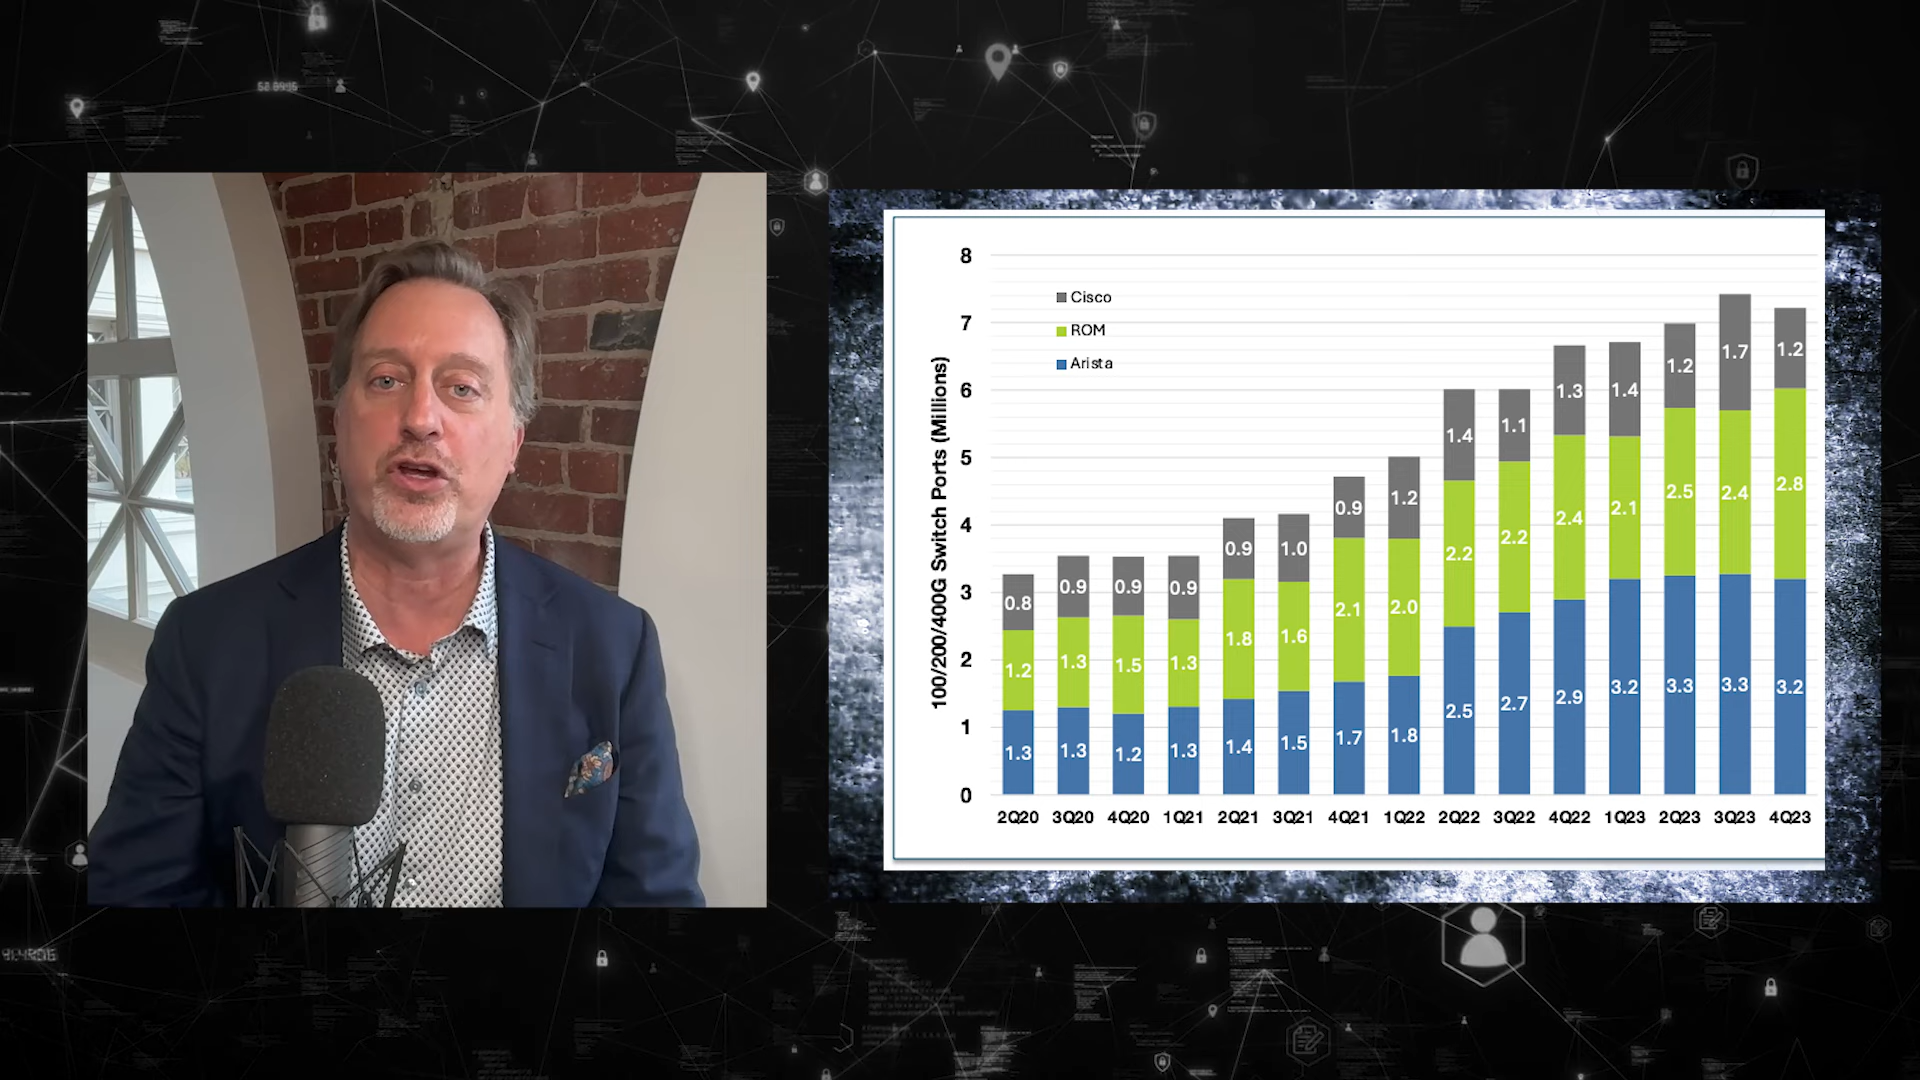 8
7
6
5
4
3
2
1
0
100/200/400G Switch Ports (Millions)
Cisco
ROM
Arista
0.8 0.9 0.9 0.9 0.9 1.0 0.9 1.2 1.4 1.1 1.3 1.4 1.2 1.7 1.2
1.2 1.3 1.5 1.3 1.8 1.6 2.1 2.0 2.2 2.2 2.4 2.1 2.5 2.4 2.8
1.3 1.3 1.2 1.3 1.4 1.5 1.7 1.8 2.5 2.7 2.9 3.2 3.3 3.3 3.2
2Q20 3Q20 4Q20 1Q21 2Q21 3Q21 4Q21 1Q22 2Q22 3Q22 4Q22 1Q23 2Q23 3Q23 4Q23